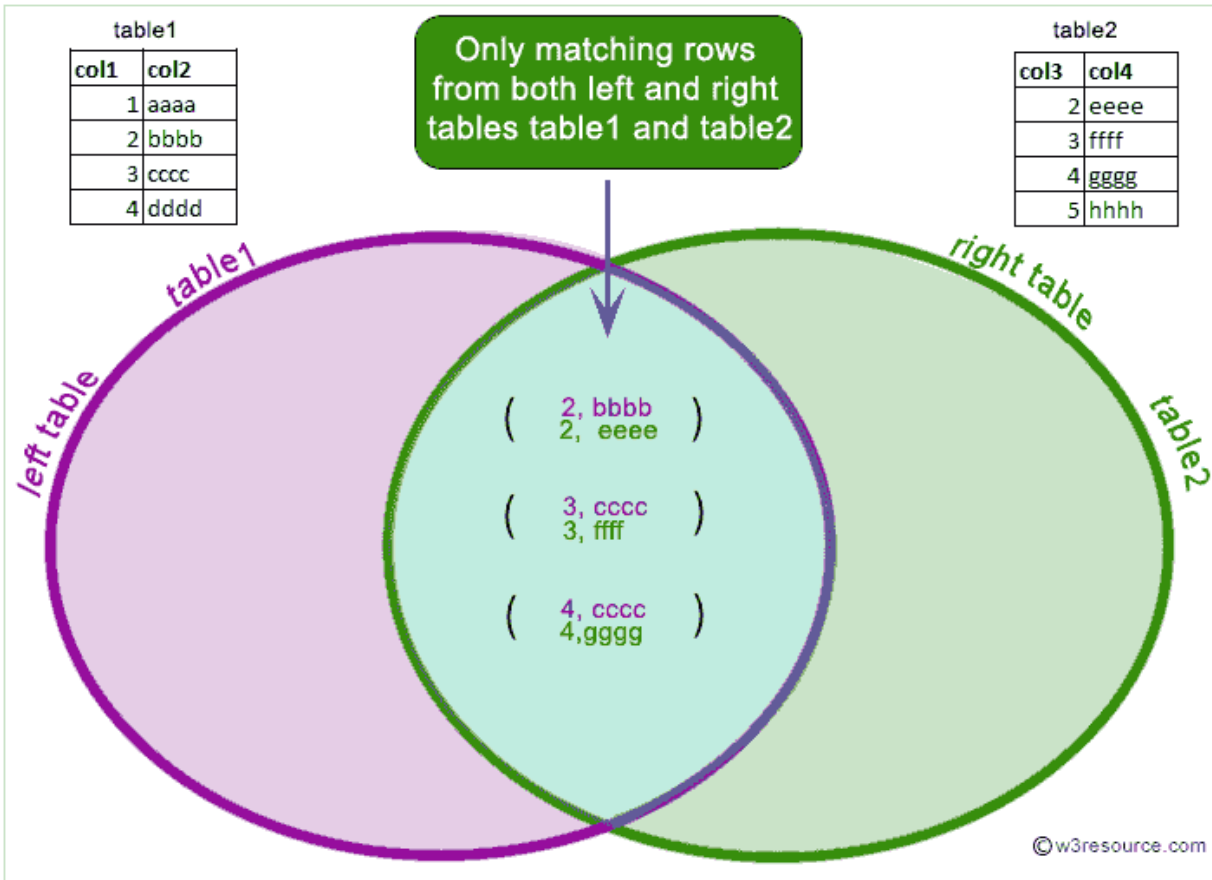 table1
col1 col2
1 aaaa
2 bbbb
3 cccc
4 dddd
Only matching rows
from both left and right
tables table1 and table2
table2
col3 col4
2 eeee
3 ffff
4 gggg
5 hhhh
left table
table1
right table
table2
( 2, bbbb )
2, eeee
( 3, cccc )
3, ffff
( 4, cccc )
4,gggg
©w3resource.com